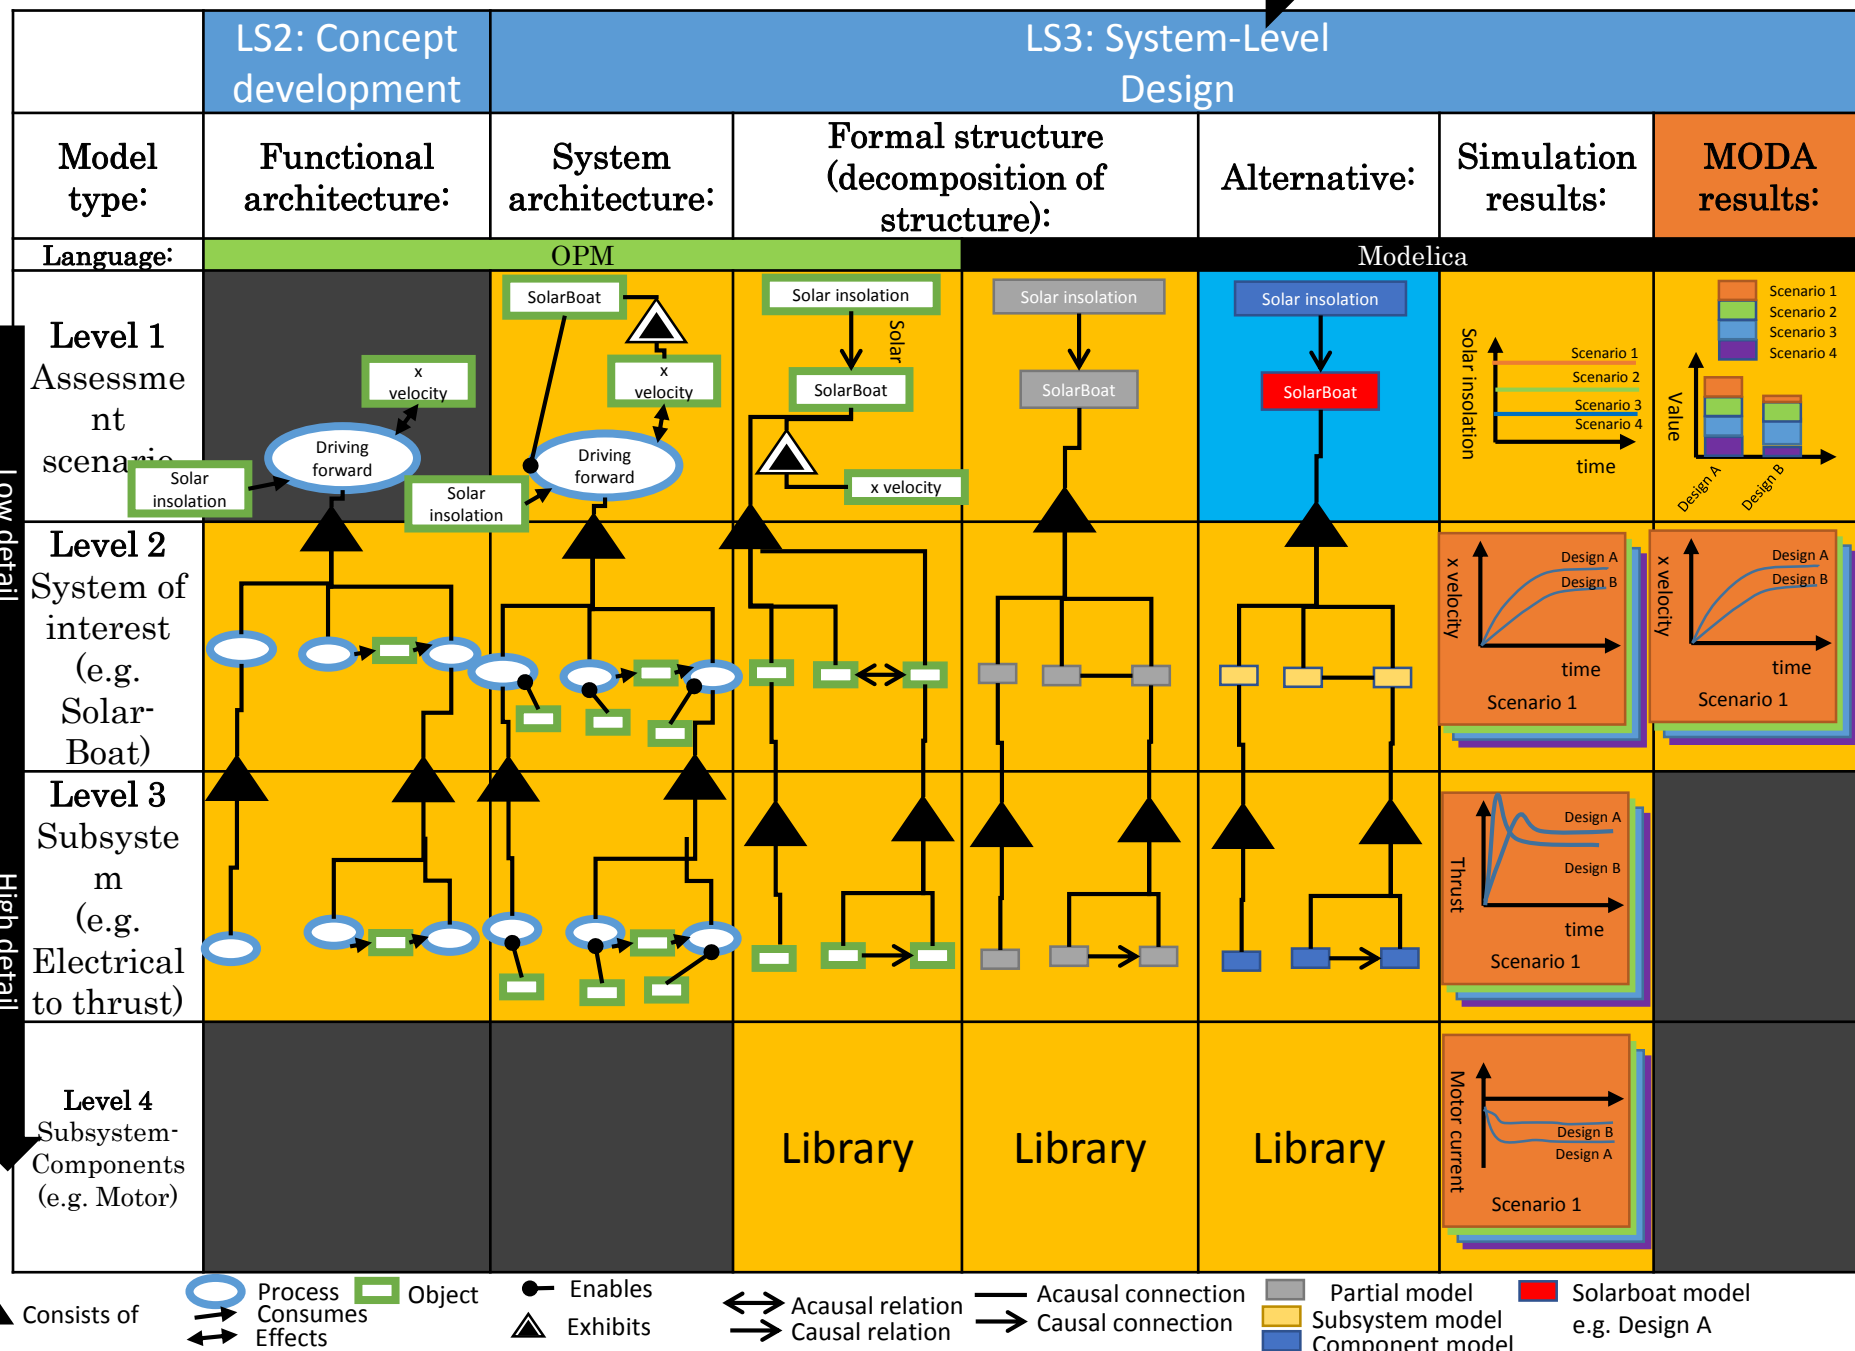 LS2: Concept
development
LS3: System-Level
Design
Model
type:
Functional
architecture:
System
architecture:
Formal structure
(decomposition of
structure):
Alternative:
Simulation
results:
MODA
results:
Language:
OPM
Modelica
Low detail
High detail
Level 1
Assessme
nt
scenario
Solar
insolation
Driving
forward
x
velocity
SolarBoat
x
velocity
Driving
forward
Solar
insolation
Solar insolation
Solar
SolarBoat
x velocity
Solar insolation
SolarBoat
Solar insolation
SolarBoat
Solar insolation
Scenario 1
Scenario 2
Scenario 3
Scenario 4
time
Scenario 1
Scenario 2
Scenario 3
Scenario 4
Value
Design A
Design B
Level 2
System of
interest
(e.g.
Solar-
Boat)
x velocity
Design A
Design B
time
Scenario 1
x velocity
Design A
Design B
time
Scenario 1
Level 3
Subsyste
m
(e.g.
Electrical
to thrust)
Thrust
Design A
Design B
time
Scenario 1
Level 4
Subsystem-
Components
(e.g. Motor)
Library
Library
Library
Motor current
Design B
Design A
Scenario 1
Consists of
Process
Consumes
Effects
Object
Enables
Exhibits
Acausal relation
Causal relation
Acausal connection
Causal connection
Partial model
Subsystem model
Component model
Solarboat model
e.g. Design A